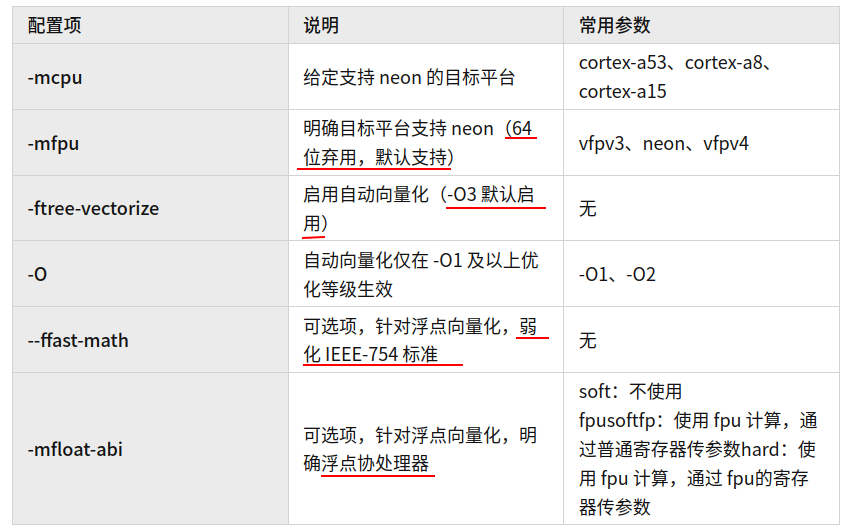 配置项
说明
常用参数
-mcpu
给定支持 neon 的目标平台
cortex-a53、cortex-a8、
cortex-a15
-mfpu
明确目标平台支持 neon（64
位弃用，默认支持）
vfpv3、neon、vfpv4
-ftree-vectorize
启用自动向量化（-O3 默认启
用）
无
-O
自动向量化仅在 -O1 及以上优
化等级生效
-O1、-O2
--ffast-math
可选项，针对浮点向量化，弱
化 IEEE-754 标准
无
-mfloat-abi
可选项，针对浮点向量化，明
确浮点协处理器
soft：不使用
fpusoftfp：使用 fpu 计算，通
过普通寄存器传参数hard：使
用 fpu 计算，通过 fpu的寄存
器传参数